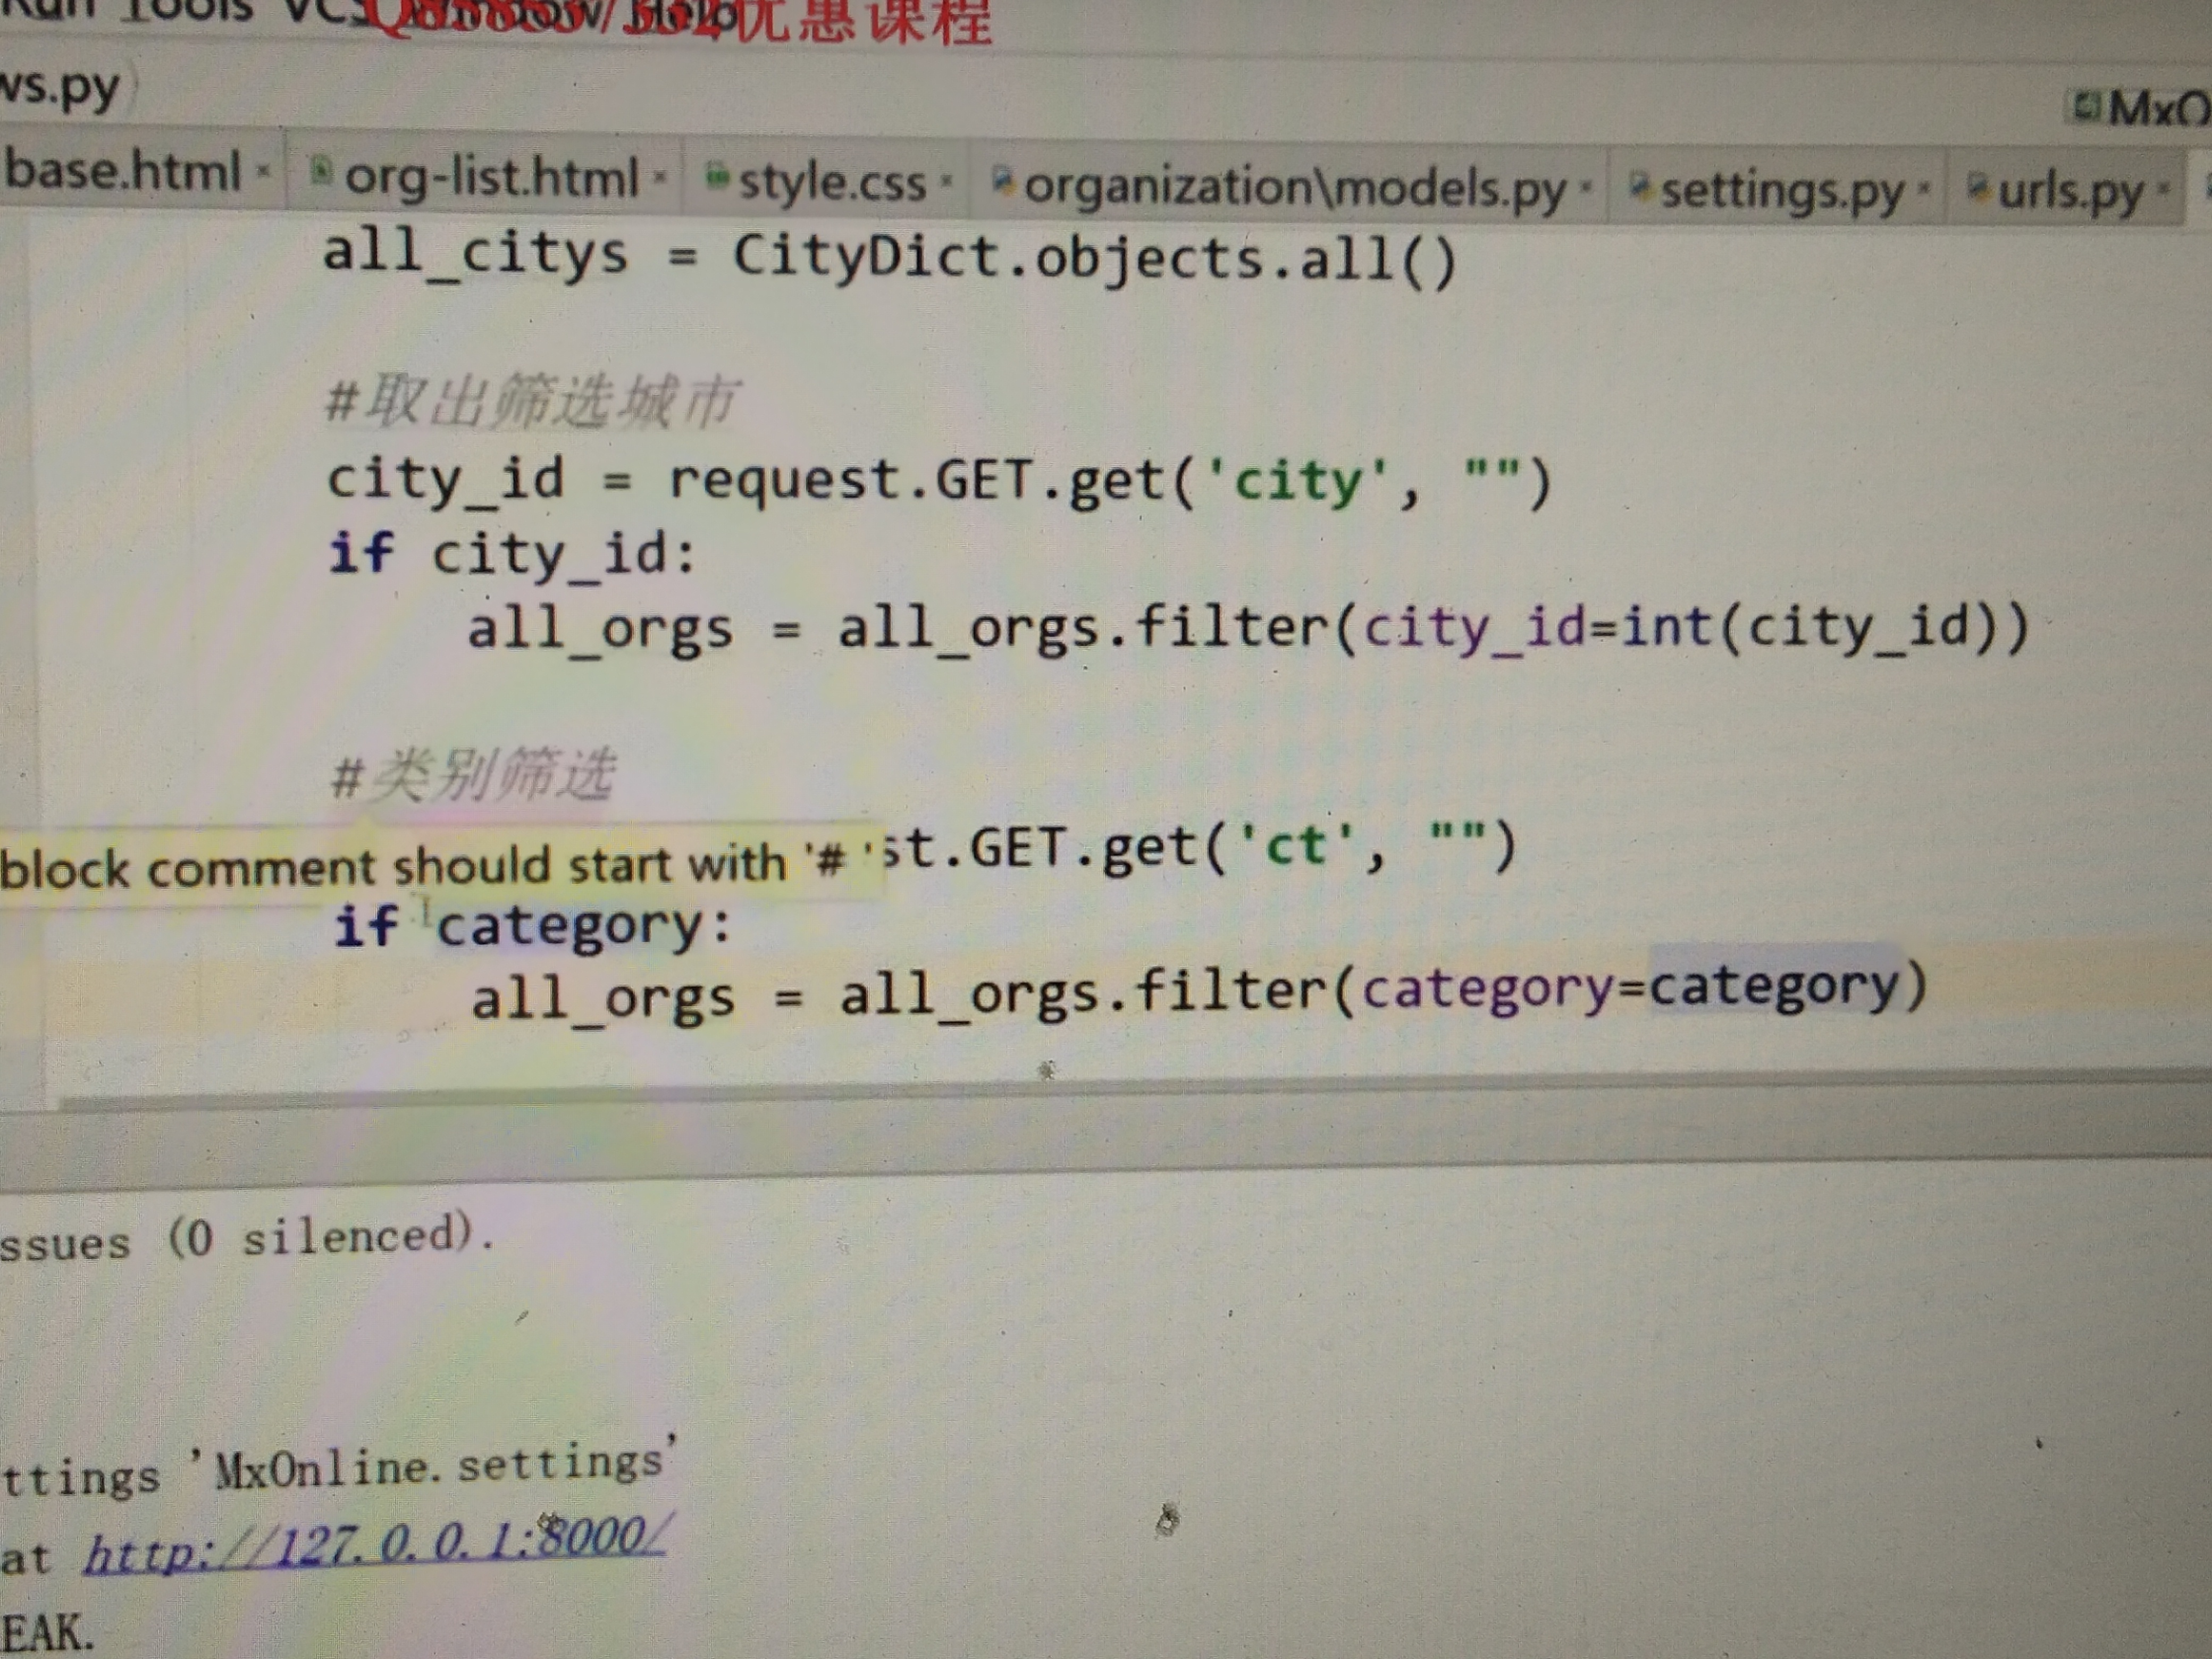 Run Tools VCS 优惠课程
ws.py
MxO
base.html org-list.html style.css organization\models.py settings.py urls.py
all_citys = CityDict.objects.all()
#取出筛选城市
city_id = request.GET.get('city', "")
if city_id:
all_orgs = all_orgs.filter(city_id=int(city_id))
#类别筛选
block comment should start with '# ' st.GET.get('ct', "")
if category:
all_orgs = all_orgs.filter(category=category)
ssues (0 silenced).
ttings 'MxOnline.settings'
at http://127.0.0.1:8000/
EAK.